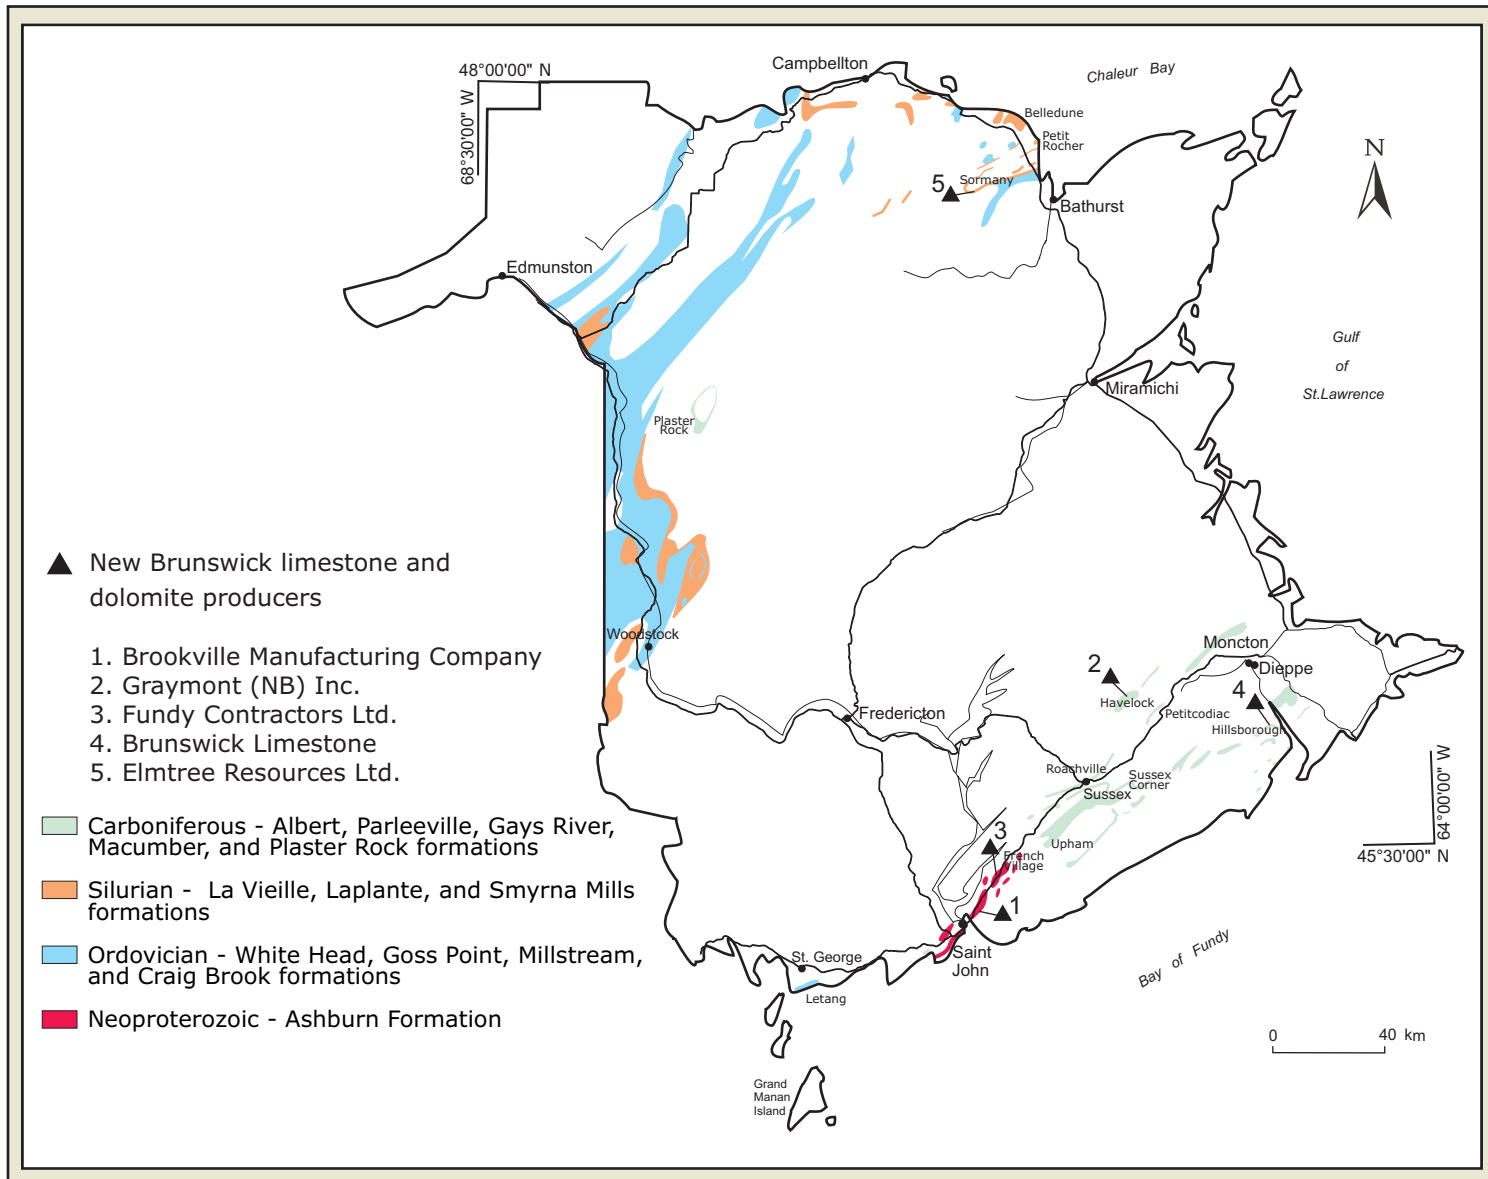 48°00'00" N
68°30'00" W
Campbellton
Chaleur Bay
Belledune
Petit
Rocher
Sormany
5
Bathurst
N
Edmunston
Gulf
of
St.Lawrence
Miramichi
Plaster
Rock
New Brunswick limestone and
dolomite producers
1. Brookville Manufacturing Company
2. Graymont (NB) Inc.
3. Fundy Contractors Ltd.
4. Brunswick Limestone
5. Elmtree Resources Ltd.
Woodstock
Moncton
Dieppe
2
Havelock
4
Petitcodiac
Hillsborough
Fredericton
Roachville
Sussex
Corner
Sussex
64°00'00" W
45°30'00" N
3
French
Village
Upham
1
Carboniferous - Albert, Parleeville, Gays River,
Macumber, and Plaster Rock formations
Silurian - La Vieille, Laplante, and Smyrna Mills
formations
Ordovician - White Head, Goss Point, Millstream,
and Craig Brook formations
Neoproterozoic - Ashburn Formation
St. George
Letang
Saint
John
Bay of Fundy
0 40 km
Grand
Manan
Island